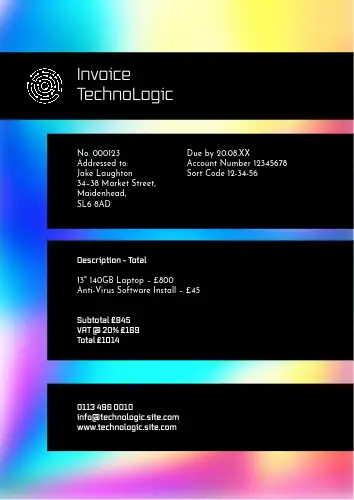 Invoice
TechnoLogic
No. 000123
Addressed to:
Jake Laughton
34-38 Market Street,
Maidenhead,
SL6 8AD
Due by 20.08.XX
Account Number 12345678
Sort Code 12-34-56
Description - Total
13" 140GB Laptop - £800
Anti-Virus Software Install - £45
Subtotal £845
VAT @ 20% £169
Total £1014
0113 496 0010
info@technologic.site.com
www.technologic.site.com